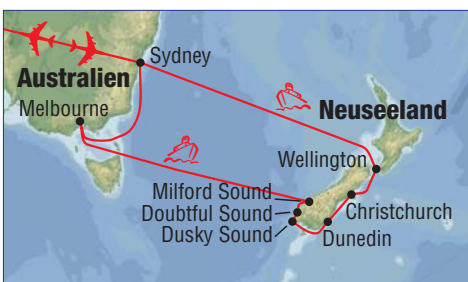 Sydney
Australien
Melbourne
Neuseeland
Wellington
Milford Sound
Doubtful Sound
Christchurch
Dusky Sound
Dunedin